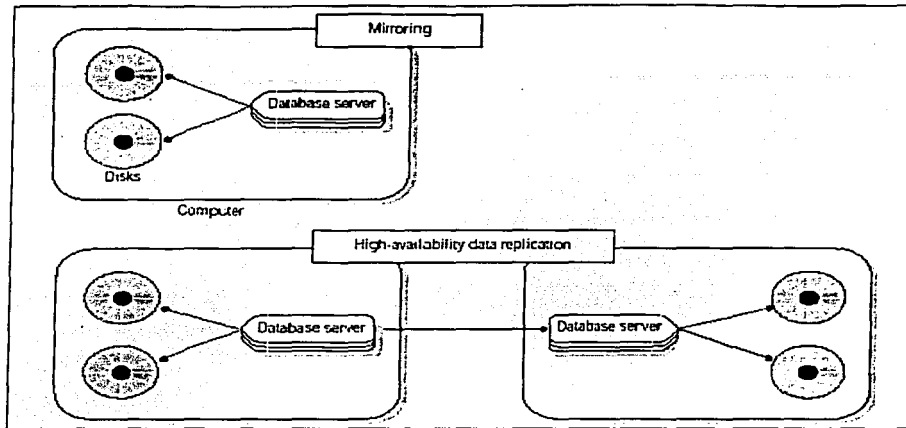 Mirroring
Database server
Disks
Computer
High-availability data replication
Database server
Database server